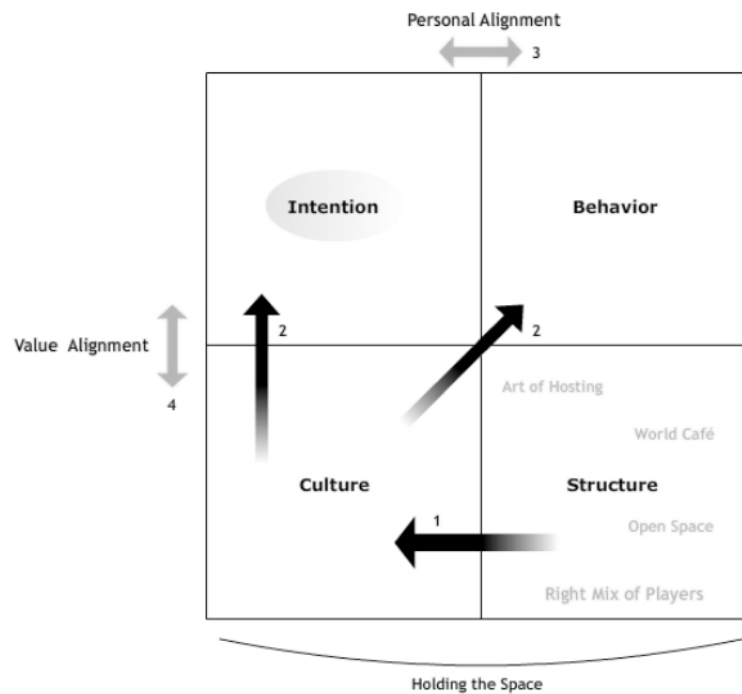 Personal Alignment
3
Intention
Behavior
2
2
Value Alignment
4
Art of Hosting
World Café
Culture
Structure
1
Open Space
Right Mix of Players
Holding the Space